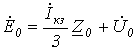 Ė₀ = İкз/3 Z₀ + U̇₀